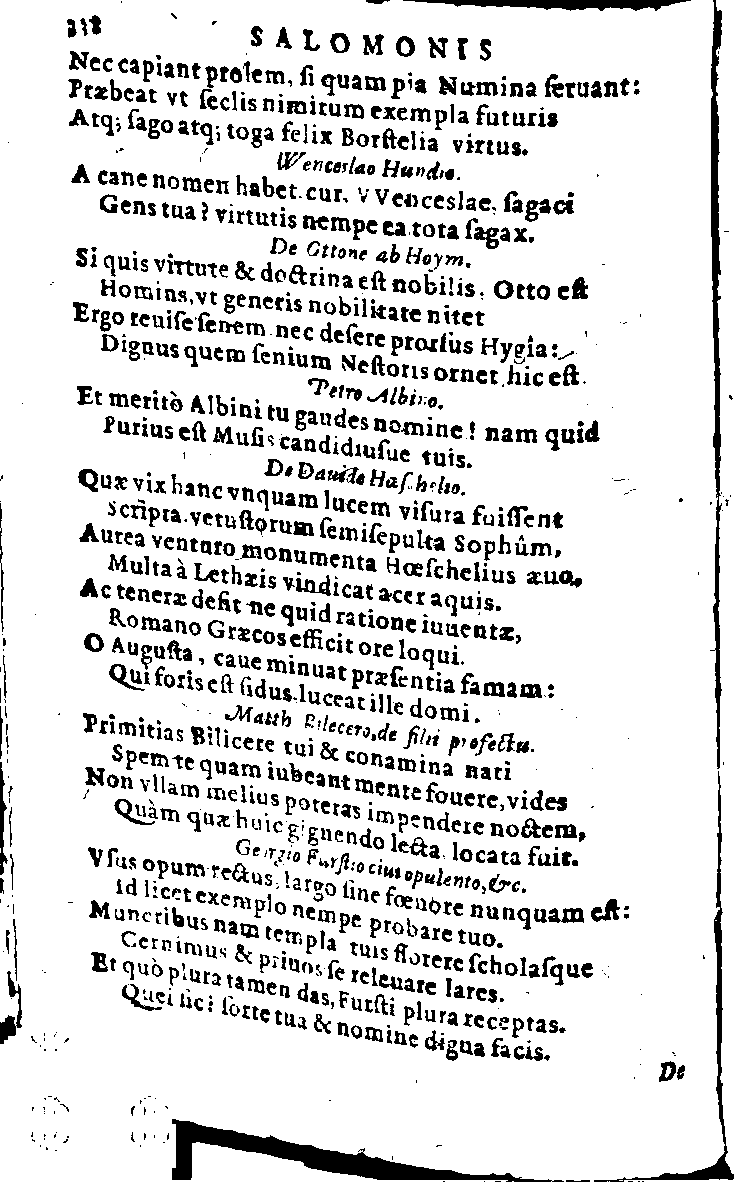 238 SALOMONIS
Nec capiant prolem, ſi quam pia Numina ſeruant:
Præbeat vt ſeclis nimirum exempla futuris
Atq; ſago atq; toga felix Borſtelia virtus.
Wenceslao Hundio.
A cane nomen habet cur, VVenceslae, ſagaci
Gens tua? virtutis nempe ea tota ſagax.
De Ottone ab Hoym.
Si quis virtute & doctrina eſt nobilis, Otto eſt
Hominis, vt generis nobilitate nitet
Ergo reuiſe ſenem nec deſere prorſus Hygia:
Dignus quem ſenium Neſtoris ornet, hic eſt.
Petro Albino.
Et meritò Albini tu gaudes nomine! nam quid
Purius eſt Muſis candidiuſue tuis.
De Dauide Hæſchelio.
Quæ vix hanc vnquam lucem viſura fuiſſent
Scripta vetuſtorum ſemiſepulta Sophûm,
Aurea venturo monumenta Hœſchelius æuo,
Multa à Lethæis vindicat acer aquis.
Ac teneræ deſit ne quid ratione iuuentæ,
Romano Græcos efficit ore loqui.
O Auguſta, caue minuat præſentia famam:
Qui foris eſt ſidus luceat ille domi.
Matth. Bilecero, de filii profectu.
Primitias Bilicere tui & conamina nati
Spem te quam iubeant mente fouere, vides
Non vllam melius poteras impendere noctem,
Quàm quæ huic gignendo lecta, locata fuit.
Georgio Furſtio ciui opulento, &c.
Vſus opum rectus, largo ſine fœnore nunquam eſt:
Id licet exemplo nempe probare tuo.
Muneribus nam templa tuis florere ſcholaſque
Cernimus & priuos ſe releuare lares.
Et quò plura tamen das, Furſti plura receptas.
Quei ſic? forte tua & nomine digna facis.
De